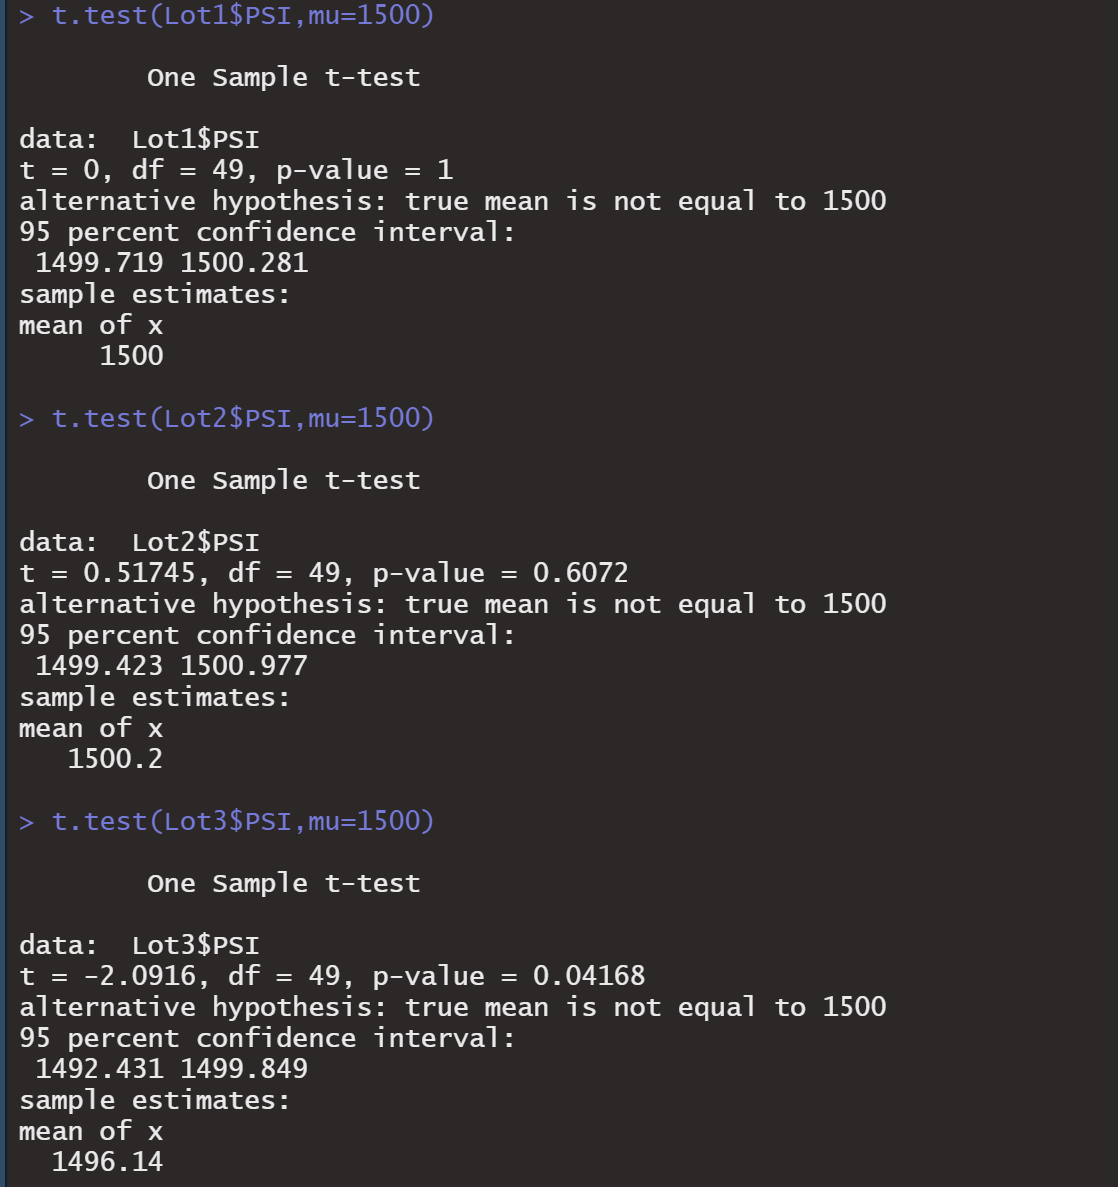 > t.test(Lot1$PSI,mu=1500)
One Sample t-test
data:  Lot1$PSI
t = 0, df = 49, p-value = 1
alternative hypothesis: true mean is not equal to 1500
95 percent confidence interval:
1499.719 1500.281
sample estimates:
mean of x
1500
> t.test(Lot2$PSI,mu=1500)
One Sample t-test
data:  Lot2$PSI
t = 0.51745, df = 49, p-value = 0.6072
alternative hypothesis: true mean is not equal to 1500
95 percent confidence interval:
1499.423 1500.977
sample estimates:
mean of x
1500.2
> t.test(Lot3$PSI,mu=1500)
One Sample t-test
data:  Lot3$PSI
t = -2.0916, df = 49, p-value = 0.04168
alternative hypothesis: true mean is not equal to 1500
95 percent confidence interval:
1492.431 1499.849
sample estimates:
mean of x
1496.14